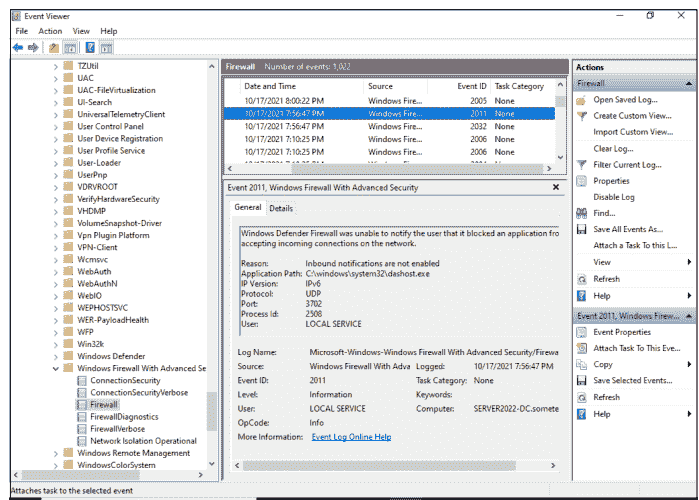 Event Viewer
File Action View Help
TZUtil
UAC
UAC-FileVirtualization
UI-Search
UniversalTelemetryClient
User Control Panel
User Device Registration
User Profile Service
User-Loader
UserPnp
VDRVROOT
VerifyHardwareSecurity
VHDMP
VolumeSnapshot-Driver
Vpn Plugin Platform
VPN-Client
Wcmsvc
WebAuth
WebAuthN
WebIO
WEPHOSTSVC
WER-PayloadHealth
WFP
Win32k
Windows Defender
Windows Firewall With Advanced Se
ConnectionSecurity
ConnectionSecurityVerbose
Firewall
FirewallDiagnostics
FirewallVerbose
Network Isolation Operational
Windows Remote Management
WindowsColorSystem
Firewall Number of events: 1,022
Date and Time Source Event ID Task Category
10/17/2021 8:00:22 PM Windows Fire... 2005 None
10/17/2021 7:56:47 PM Windows Fire... 2011 None
10/17/2021 7:56:47 PM Windows Fire... 2032 None
10/17/2021 7:10:25 PM Windows Fire... 2006 None
10/17/2021 7:10:25 PM Windows Fire... 2006 None
Event 2011, Windows Firewall With Advanced Security
General Details
Windows Defender Firewall was unable to notify the user that it blocked an application fro
accepting incoming connections on the network.
Reason: Inbound notifications are not enabled
Application Path: C:\windows\system32\dashost.exe
IP Version: IPv6
Protocol: UDP
Port: 3702
Process Id: 2508
User: LOCAL SERVICE
Log Name: Microsoft-Windows-Windows Firewall With Advanced Security/Firewa
Source: Windows Firewall With Adva Logged: 10/17/2021 7:56:47 PM
Event ID: 2011 Task Category: None
Level: Information Keywords:
User: LOCAL SERVICE Computer: SERVER2022-DC.somete
OpCode: Info
More Information: Event Log Online Help
Actions
Firewall
Open Saved Log...
Create Custom View...
Import Custom View...
Clear Log...
Filter Current Log...
Properties
Disable Log
Find...
Save All Events As...
Attach a Task To this L...
View
Refresh
Help
Event 2011, Windows Firew...
Event Properties
Attach Task To This Eve...
Copy
Save Selected Events...
Refresh
Help
Attaches task to the selected event